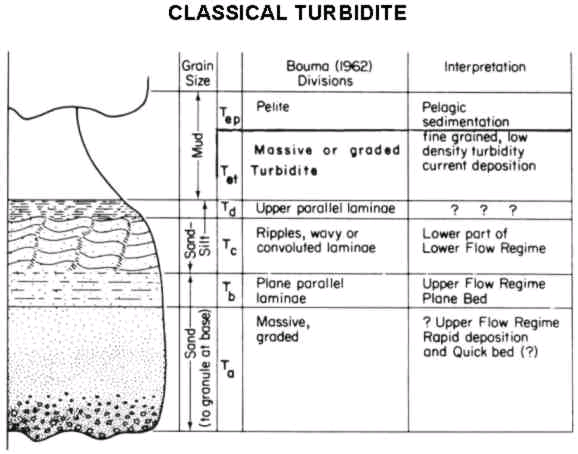 CLASSICAL TURBIDITE
Grain
Size
Bouma (1962)
Divisions
Interpretation
Mud
Tep
Pelite
Pelagic
sedimentation
Tet
Massive or graded
Turbidite
fine grained, low
density turbidity
current deposition
Td
Upper parallel laminae
? ? ?
Sand-
Silt
Tc
Ripples, wavy or
convoluted laminae
Lower part of
Lower Flow Regime
Sand
(to granule at base)
Tb
Plane parallel
laminae
Upper Flow Regime
Plane Bed
Ta
Massive,
graded
? Upper Flow Regime
Rapid deposition
and Quick bed (?)